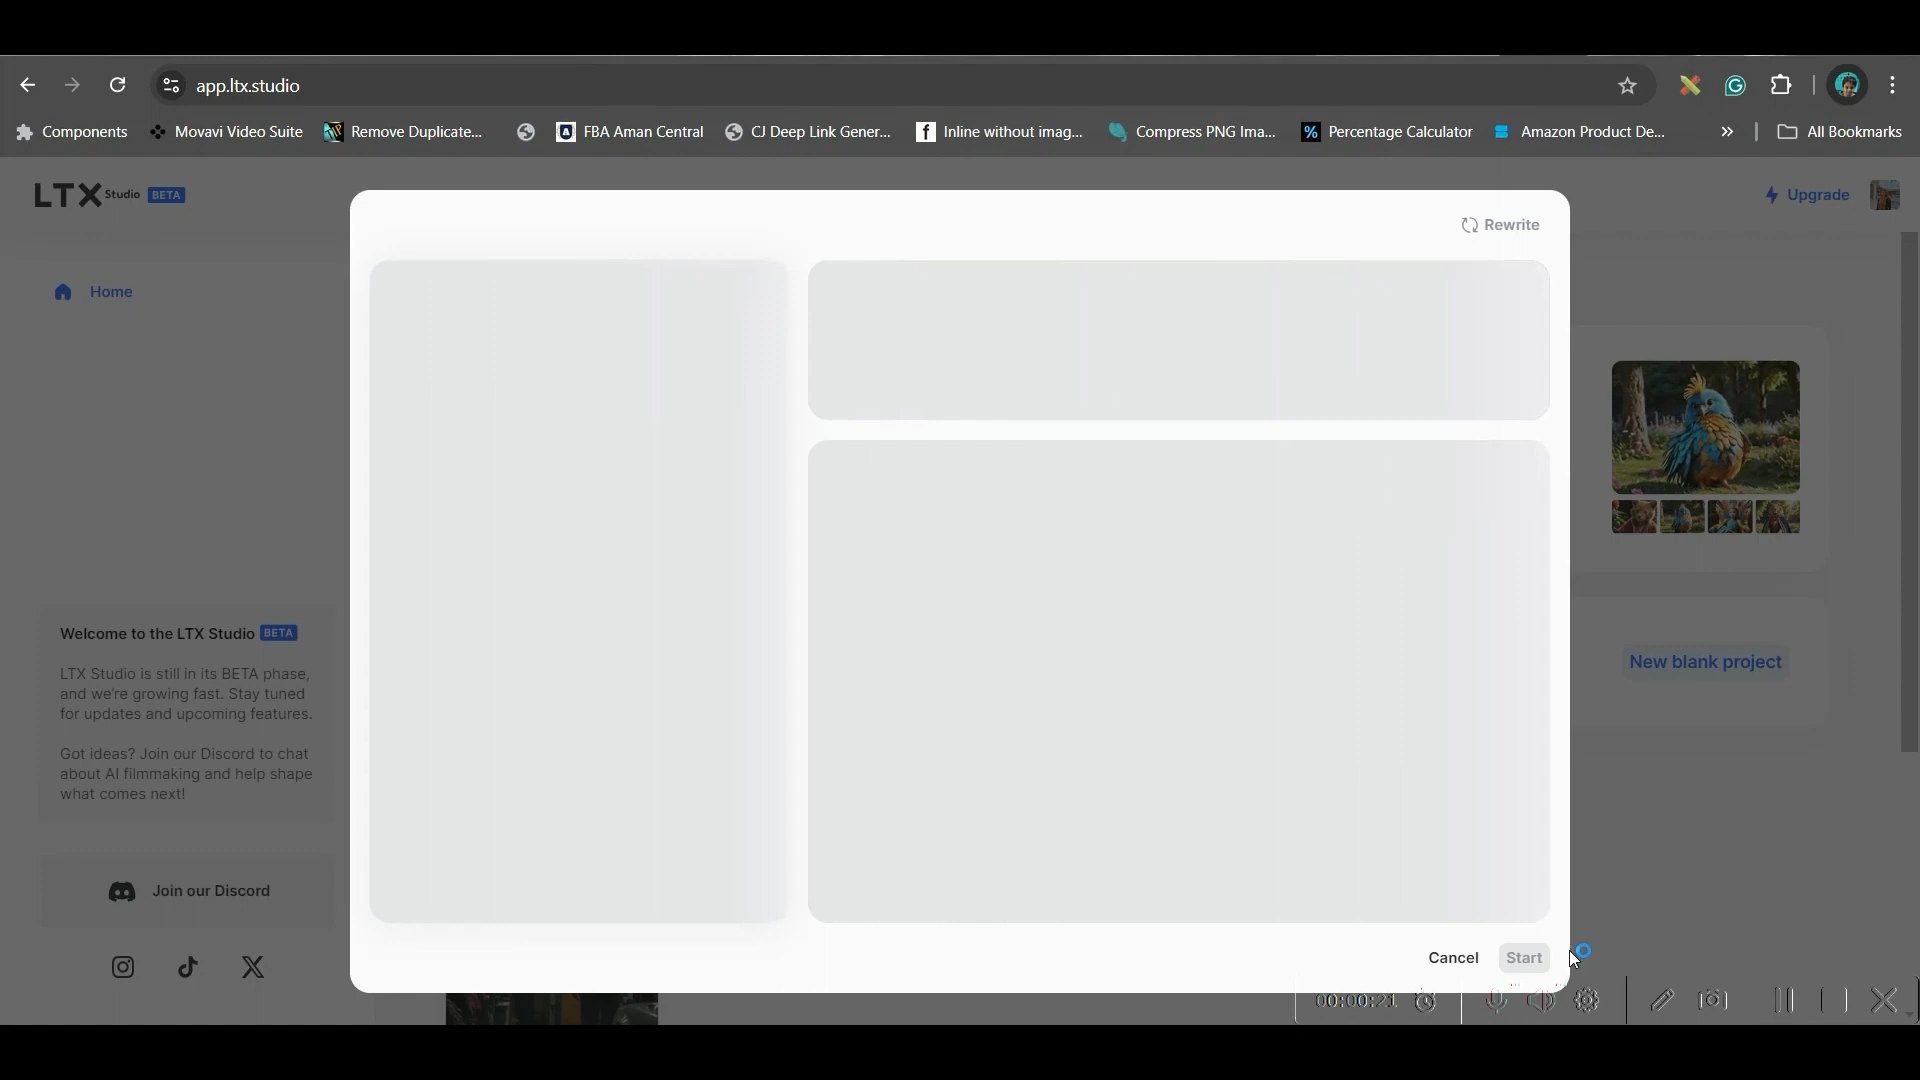 app.ltx.studio
Components
Movavi Video Suite
Remove Duplicate...
FBA Aman Central
CJ Deep Link Gener...
Inline without imag...
Compress PNG Ima...
Percentage Calculator
Amazon Product De...
All Bookmarks
LTX Studio BETA
Upgrade
Rewrite
Home
Welcome to the LTX Studio BETA
LTX Studio is still in its BETA phase,
and we're growing fast. Stay tuned
for updates and upcoming features.
Got ideas? Join our Discord to chat
about AI filmmaking and help shape
what comes next!
New blank project
Join our Discord
Cancel
Start
00:00:21